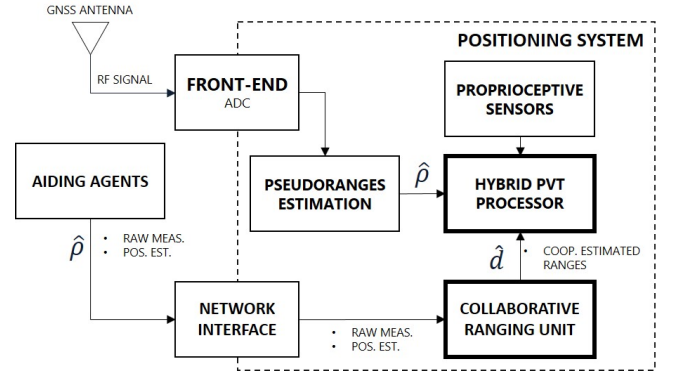 GNSS ANTENNA
POSITIONING SYSTEM
RF SIGNAL
FRONT-END
ADC
PROPRIOCEPTIVE
SENSORS
AIDING AGENTS
PSEUDORANGES
ESTIMATION
ρ̂
HYBRID PVT
PROCESSOR
ρ̂
• RAW MEAS.
• POS. EST.
d̂
• COOP. ESTIMATED
RANGES
NETWORK
INTERFACE
• RAW MEAS.
• POS. EST.
COLLABORATIVE
RANGING UNIT